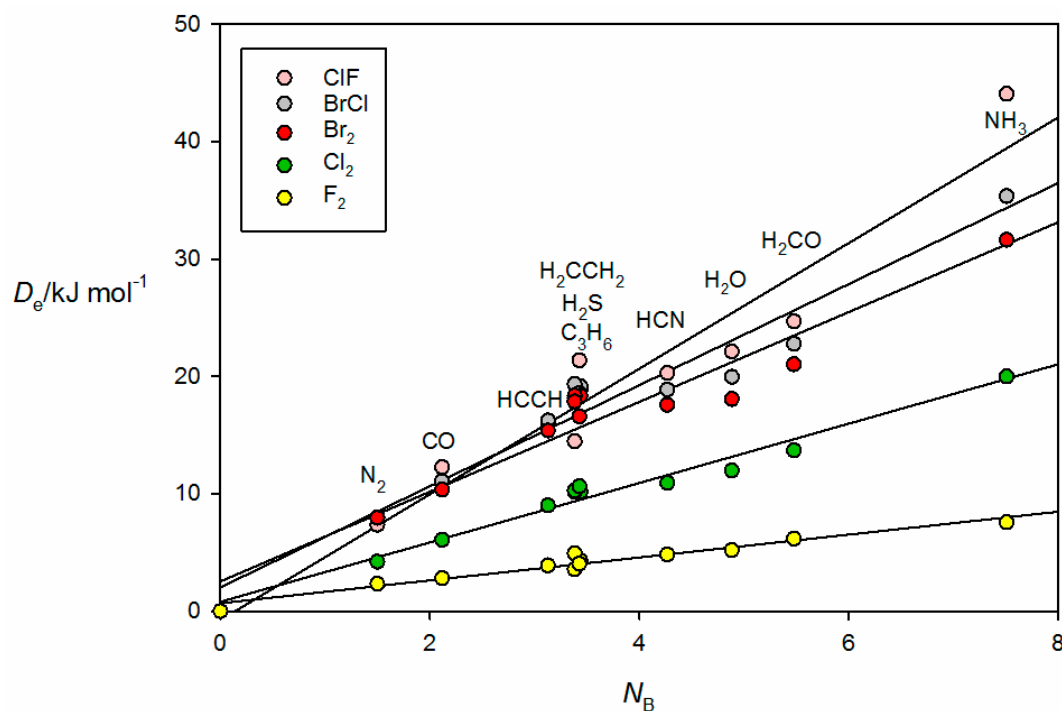 50
40
30
20
10
0
Dₑ/kJ mol⁻¹
ClF
BrCl
Br₂
Cl₂
F₂
N₂
CO
HCCH
H₂CCH₂
H₂S
C₃H₆
HCN
H₂O
H₂CO
NH₃
0
2
4
6
8
N_B